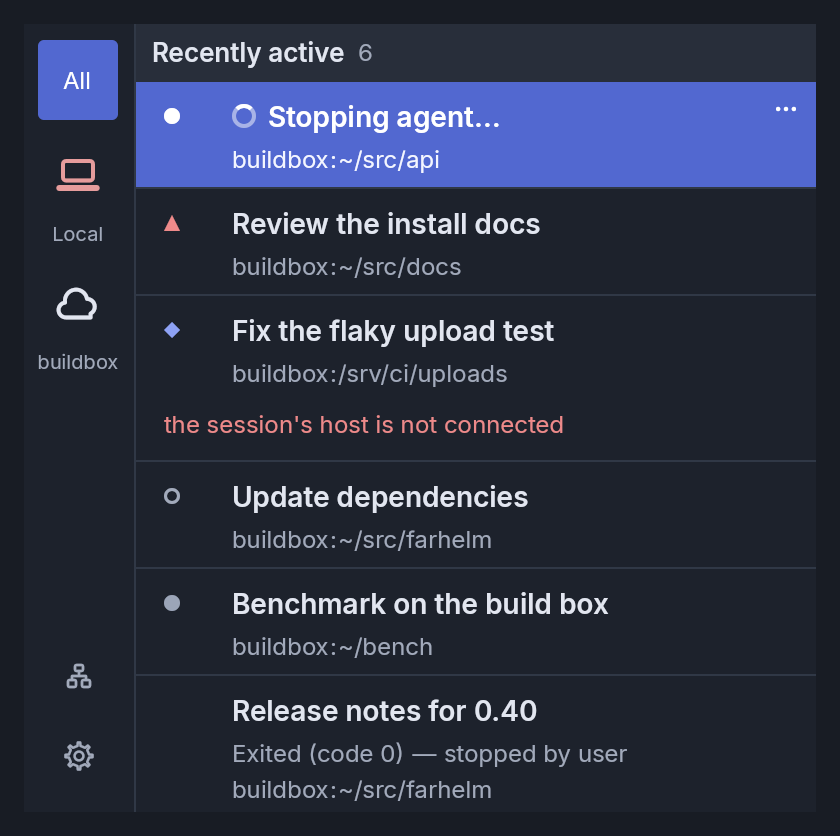 All
Local
buildbox
Recently active 6
Stopping agent...
buildbox:~/src/api
Review the install docs
buildbox:~/src/docs
Fix the flaky upload test
buildbox:/srv/ci/uploads
the session's host is not connected
Update dependencies
buildbox:~/src/farhelm
Benchmark on the build box
buildbox:~/bench
Release notes for 0.40
Exited (code 0) — stopped by user
buildbox:~/src/farhelm